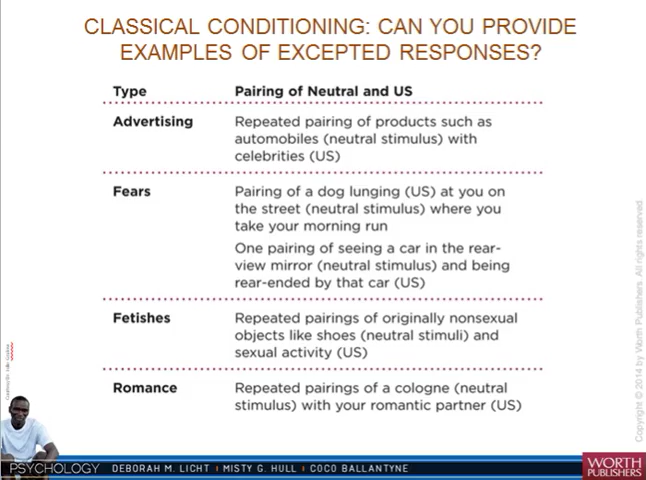 CLASSICAL CONDITIONING: CAN YOU PROVIDE
EXAMPLES OF EXCEPTED RESPONSES?
Type Pairing of Neutral and US
Advertising Repeated pairing of products such as
automobiles (neutral stimulus) with
celebrities (US)
Fears Pairing of a dog lunging (US) at you on
the street (neutral stimulus) where you
take your morning run
One pairing of seeing a car in the rear-
view mirror (neutral stimulus) and being
rear-ended by that car (US)
Fetishes Repeated pairings of originally nonsexual
objects like shoes (neutral stimuli) and
sexual activity (US)
Romance Repeated pairings of a cologne (neutral
stimulus) with your romantic partner (US)
Copyright © 2014 by Worth Publishers. All rights reserved
PSYCHOLOGY DEBORAH M. LICHT | MISTY G. HULL | COCO BALLANTYNE
WORTH
PUBLISHERS